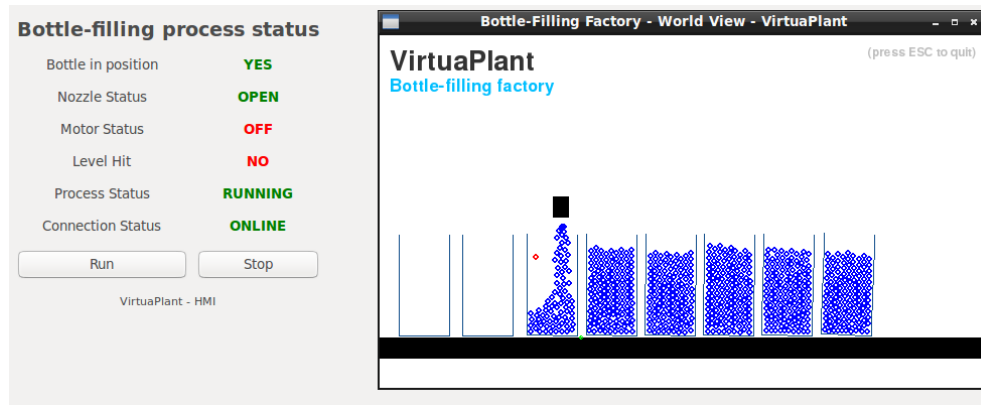 Bottle-filling process status
Bottle in position YES
Nozzle Status OPEN
Motor Status OFF
Level Hit NO
Process Status RUNNING
Connection Status ONLINE
Run Stop
VirtuaPlant - HMI
Bottle-Filling Factory - World View - VirtuaPlant
VirtuaPlant
(press ESC to quit)
Bottle-filling factory